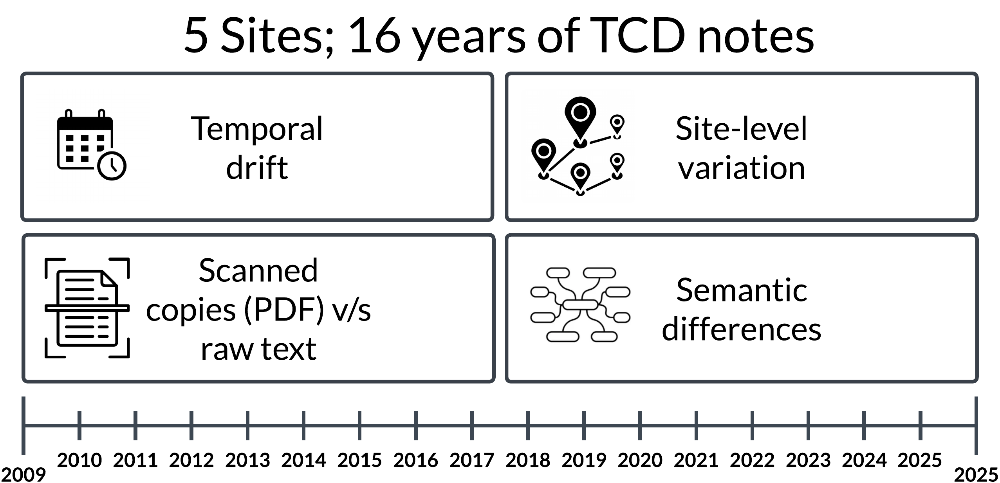 5 Sites; 16 years of TCD notes
Temporal
drift
Site-level
variation
Scanned
copies (PDF) v/s
raw text
Semantic
differences
2009 2010 2011 2012 2013 2014 2015 2016 2017 2018 2019 2020 2021 2022 2023 2024 2025 2025